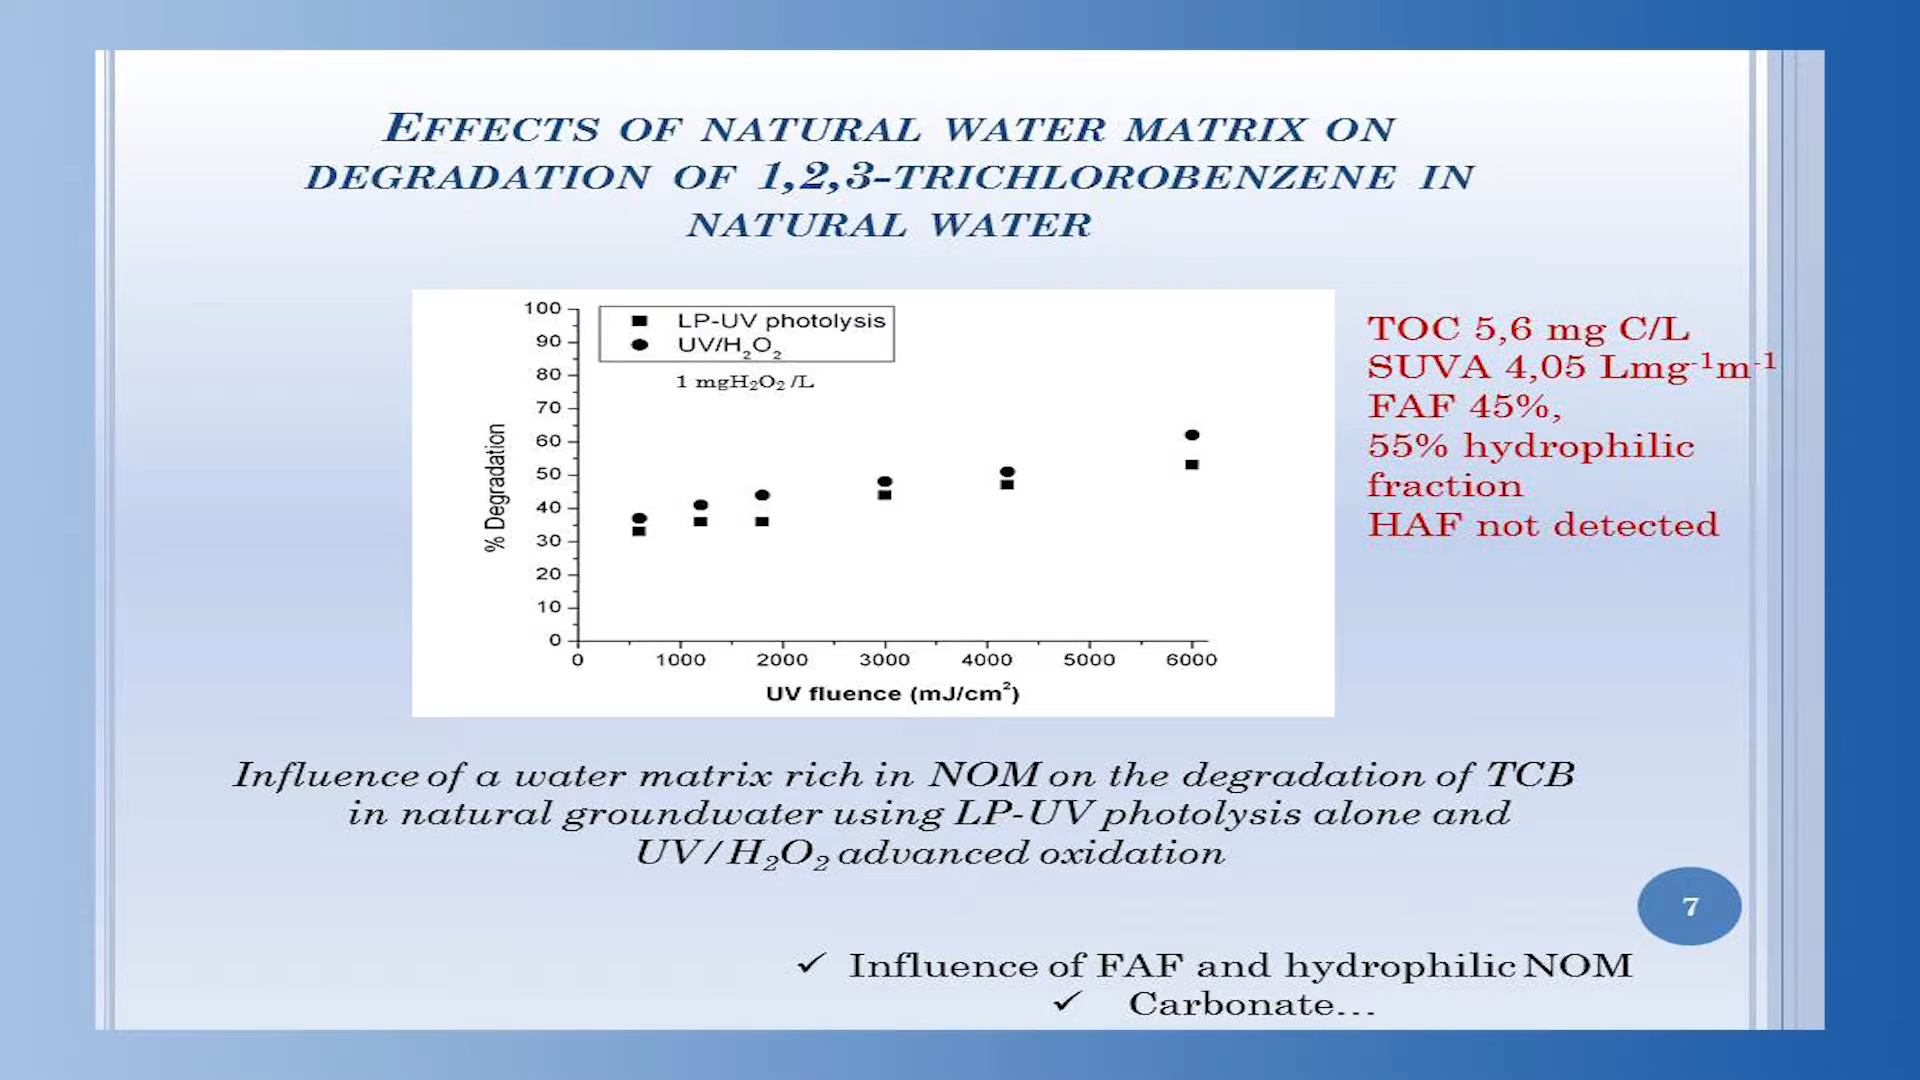 EFFECTS OF NATURAL WATER MATRIX ON
DEGRADATION OF 1,2,3-TRICHLOROBENZENE IN
NATURAL WATER
100
90
80
70
60
50
40
30
20
10
0
% Degradation
LP-UV photolysis
UV/H₂O₂
1 mgH₂O₂ /L
0 1000 2000 3000 4000 5000 6000
UV fluence (mJ/cm²)
TOC 5,6 mg C/L
SUVA 4,05 Lmg⁻¹m⁻¹
FAF 45%,
55% hydrophilic
fraction
HAF not detected
Influence of a water matrix rich in NOM on the degradation of TCB
in natural groundwater using LP-UV photolysis alone and
UV/H₂O₂ advanced oxidation
7
✓ Influence of FAF and hydrophilic NOM
✓ Carbonate…